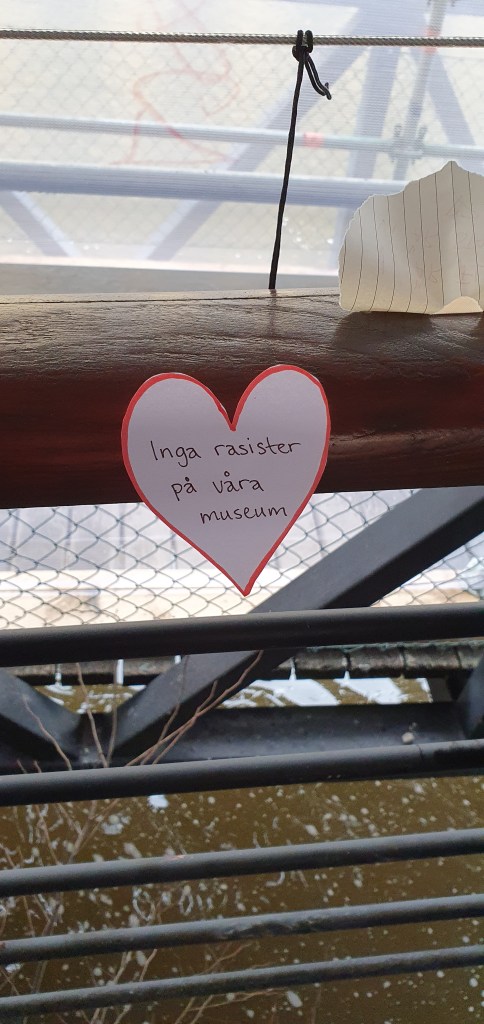 Inga rasister
på våra
museum